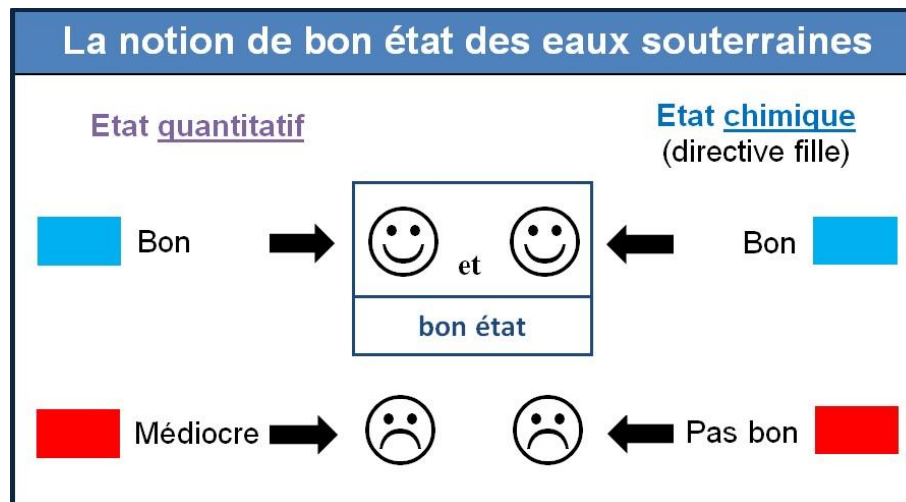 La notion de bon état des eaux souterraines
Etat quantitatif
Etat chimique
(directive fille)
Bon
et
Bon
bon état
Médiocre
Pas bon